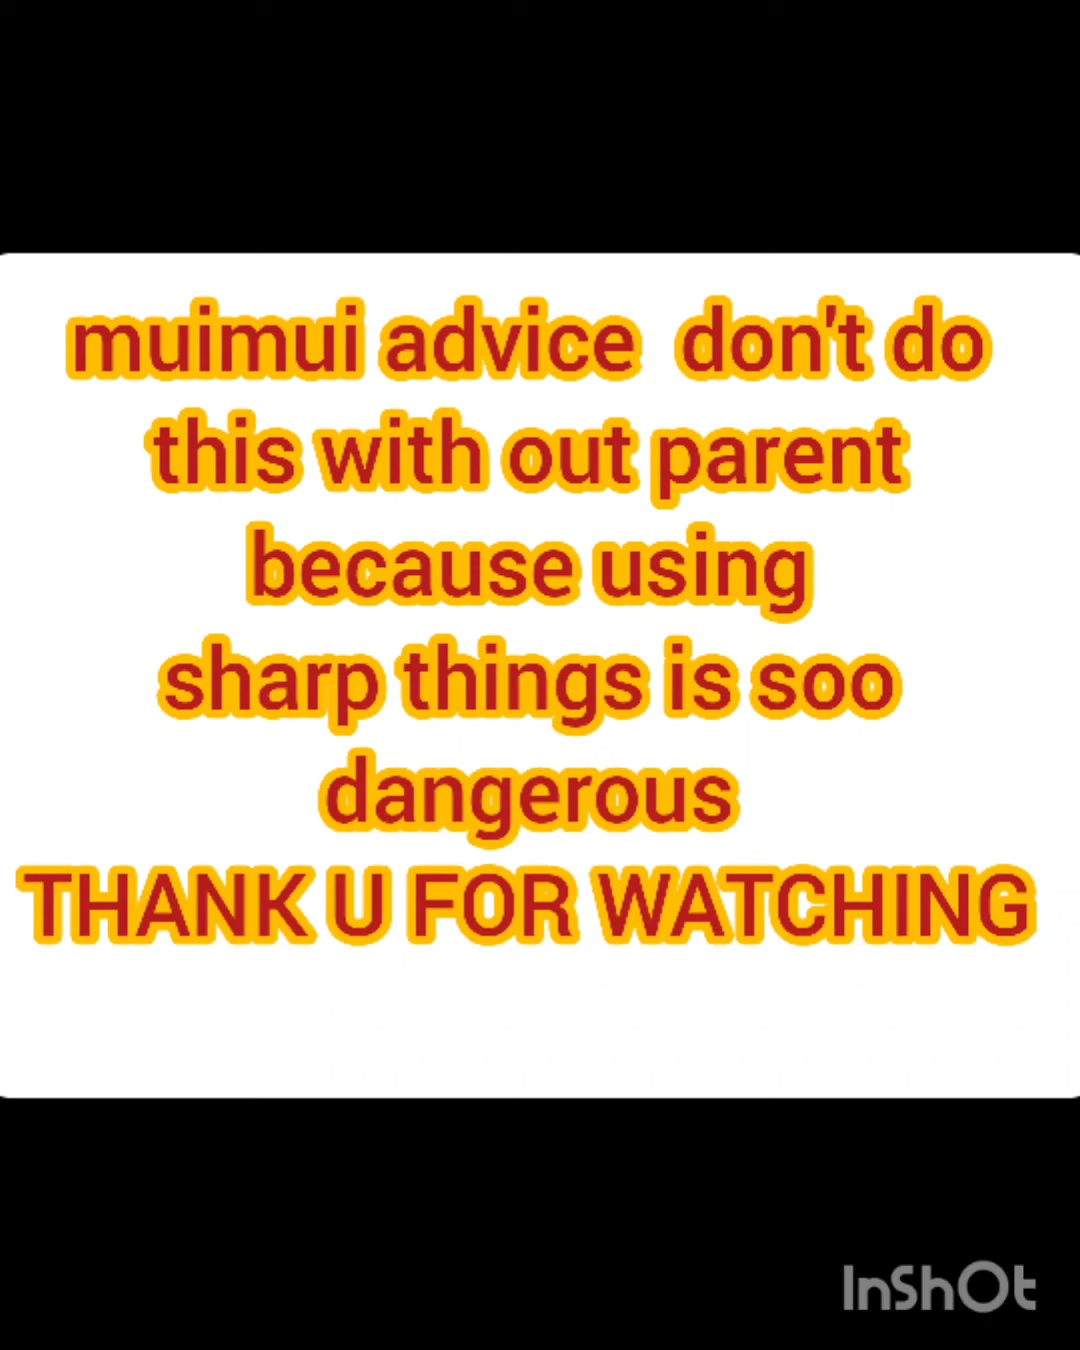 muimui advice  don't do
this with out parent
because using
sharp things is soo
dangerous
THANK U FOR WATCHING
InShOt